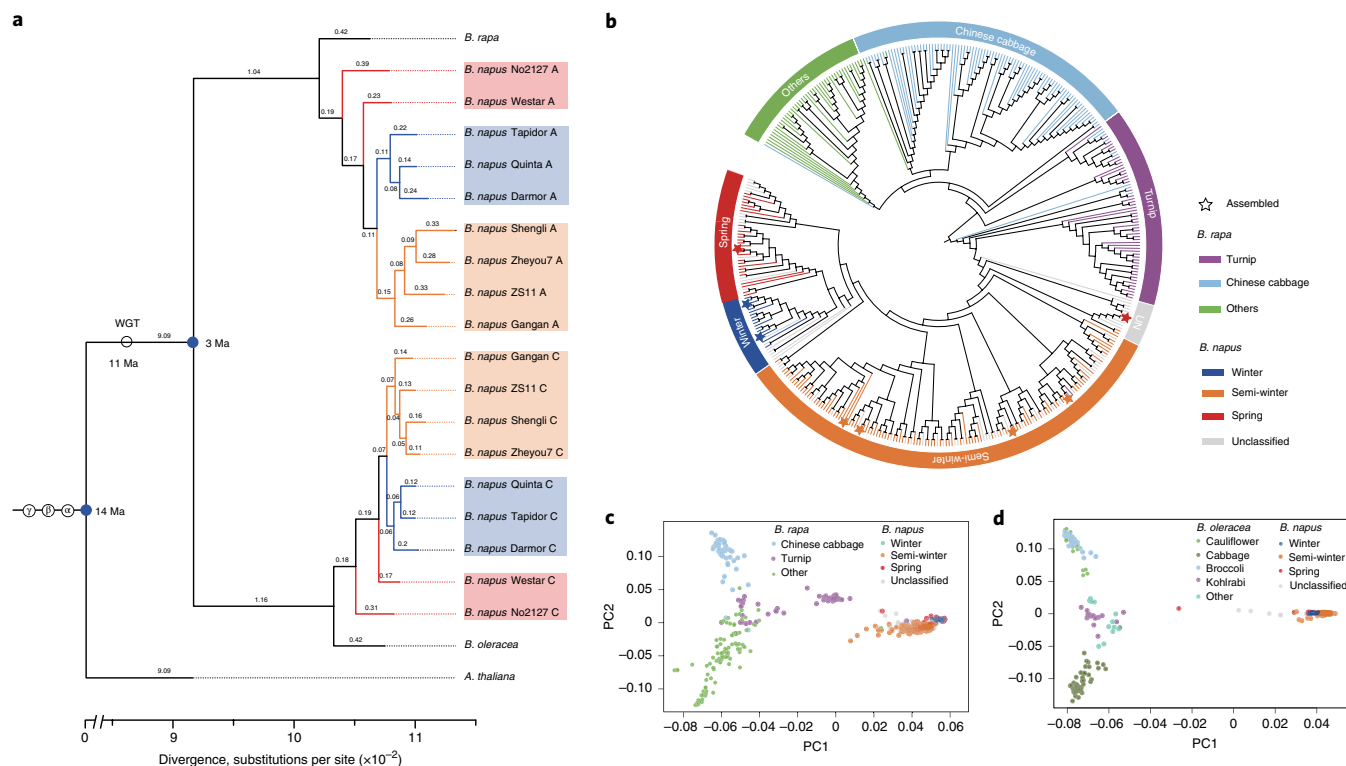 a
B. rapa
0.42
0.39
B. napus No2127 A
1.04
0.23
B. napus Westar A
0.19
0.22
B. napus Tapidor A
0.17
0.11
0.14
B. napus Quinta A
0.08
0.24
B. napus Darmor A
0.11
0.33
B. napus Shengli A
0.09
0.28
B. napus Zheyou7 A
0.08
0.33
B. napus ZS11 A
0.15
0.26
B. napus Gangan A
WGT
9.09
3 Ma
11 Ma
0.14
B. napus Gangan C
0.07
0.13
B. napus ZS11 C
0.04
0.16
B. napus Shengli C
0.05
0.11
B. napus Zheyou7 C
0.07
0.12
B. napus Quinta C
0.06
γ β α
14 Ma
0.19
0.12
B. napus Tapidor C
0.06
0.2
B. napus Darmor C
0.18
0.17
B. napus Westar C
1.16
0.31
B. napus No2127 C
0.42
B. oleracea
9.09
A. thaliana
0 9 10 11
Divergence, substitutions per site (×10⁻²)
b
Others
Chinese cabbage
Turnip
UN
Semi-winter
Winter
Spring
Assembled
B. rapa
Turnip
Chinese cabbage
Others
B. napus
Winter
Semi-winter
Spring
Unclassified
c
B. rapa
Chinese cabbage
Turnip
Other
B. napus
Winter
Semi-winter
Spring
Unclassified
PC2
0.10
0.05
0
−0.05
−0.10
−0.08 −0.06 −0.04 −0.02 0 0.02 0.04 0.06
PC1
d
B. oleracea
Cauliflower
Cabbage
Broccoli
Kohlrabi
Other
B. napus
Winter
Semi-winter
Spring
Unclassified
PC2
0.10
0.05
0
−0.05
−0.10
−0.08 −0.06 −0.04 −0.02 0 0.02 0.04
PC1